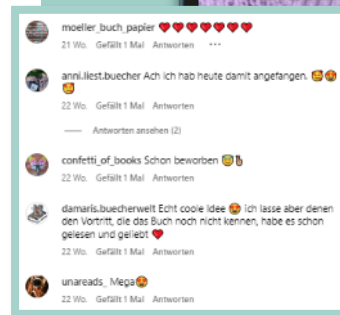 moeller_buch_papier ❤️❤️❤️❤️❤️❤️❤️
21 Wo. Gefällt 1 Mal Antworten ...
anni.liest.buecher Ach ich hab heute damit angefangen. 🥰😍
🥰
22 Wo. Gefällt 1 Mal Antworten
Antworten ansehen (2)
confetti_of_books Schon beworben 😇
22 Wo. Gefällt 1 Mal Antworten
damaris.buecherwelt Echt coole Idee 😍 ich lasse aber denen
den Vortritt, die das Buch noch nicht kennen, habe es schon
gelesen und geliebt ❤️
22 Wo. Gefällt 1 Mal Antworten
unareads_ Mega😍
22 Wo. Gefällt 1 Mal Antworten